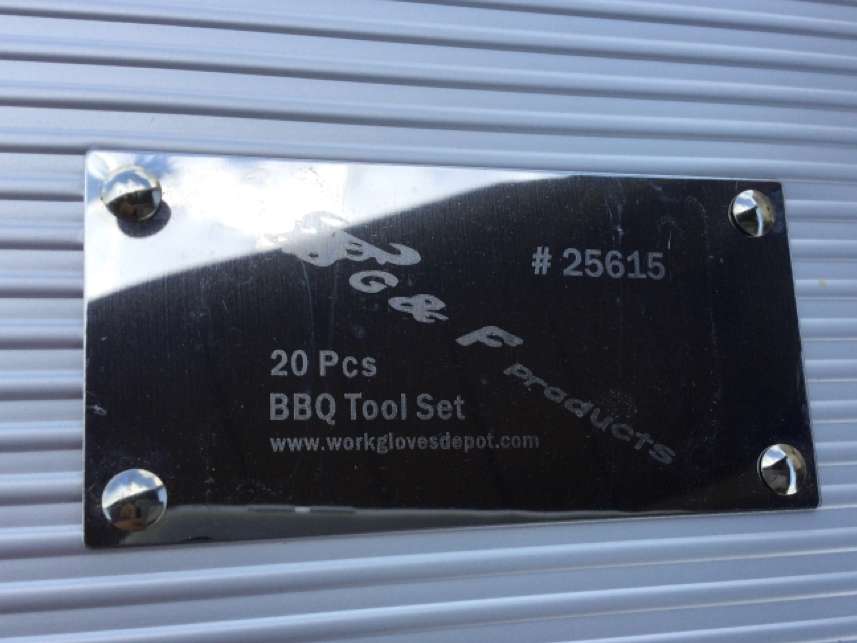 # 25615
G & F Products
20 Pcs
BBQ Tool Set
www.workglovesdepot.com